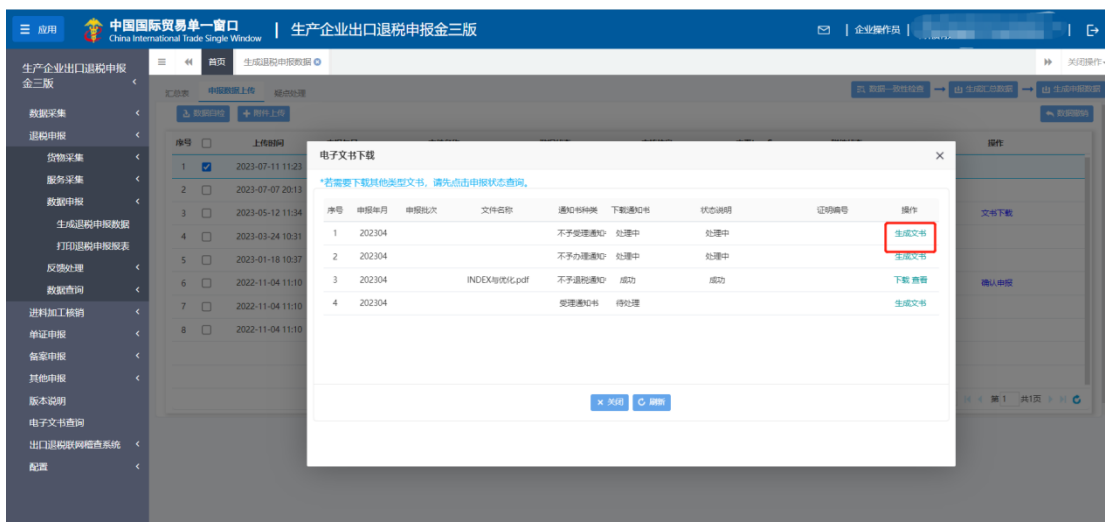 应用
中国国际贸易单一窗口 | 生产企业出口退税申报金三版
China International Trade Single Window
企业操作员
生产企业出口退税申报金三版
首页 生成退税申报数据
关闭操作
汇总表 申报数据上传 疑点处理
数据一致性检查 生成汇总数据 生成申报数据
数据自检 附件上传 数据撤销
序号 上传时间 操作
1 2023-07-11 11:23
2 2023-07-07 20:13
3 2023-05-12 11:34 文书下载
4 2023-03-24 10:31
5 2023-01-18 10:37
6 2022-11-04 11:10 确认申报
7 2022-11-04 11:10
8 2022-11-04 11:10
第 1 共1页
数据采集
退税申报
货物采集
服务采集
数据申报
生成退税申报数据
打印退税申报报表
反馈处理
数据查询
进料加工核销
单证申报
备案申报
其他申报
版本说明
电子文书查询
出口退税联网稽查系统
配置
电子文书下载
*若需要下载其他类型文书，请先点击申报状态查询。
序号 申报年月 申报批次 文件名称 通知书种类 下载通知书 状态说明 证明编号 操作
1 202304 不予受理通知 处理中 处理中 生成文书
2 202304 不予办理通知 处理中 处理中 生成文书
3 202304 INDEX与优化.pdf 不予退税通知 成功 成功 下载 查看
4 202304 受理通知书 待处理 生成文书
关闭 刷新